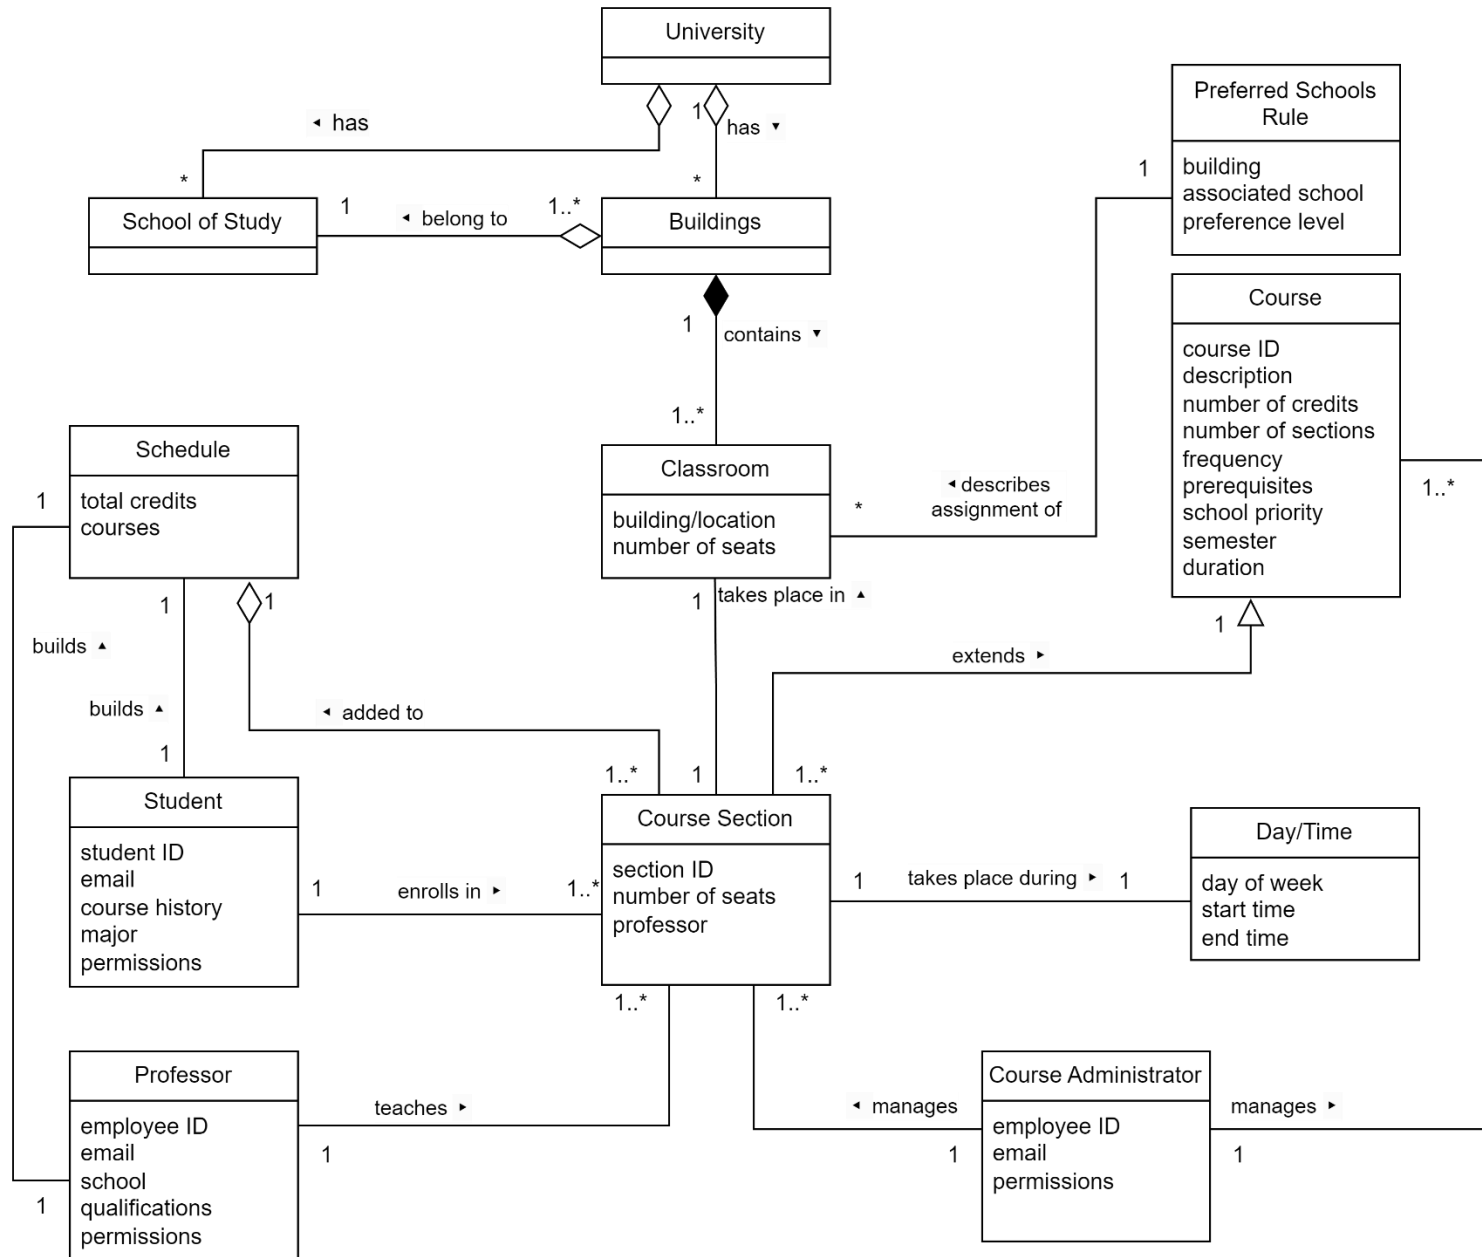 University
1
◂ has
has ▾
*
*
Preferred Schools
Rule
building
associated school
preference level
1
School of Study
1
◂ belong to
1..*
Buildings
1
contains ▾
1..*
Course
course ID
description
number of credits
number of sections
frequency
prerequisites
school priority
semester
duration
1..*
Schedule
total credits
courses
1
Classroom
building/location
number of seats
*
◂ describes
assignment of
1
1
1
takes place in ▴
1
builds ▴
extends ▸
builds ▴
◂ added to
1
1..*
1
1..*
Student
student ID
email
course history
major
permissions
1
enrolls in ▸
1..*
Course Section
section ID
number of seats
professor
1
takes place during ▸
1
Day/Time
day of week
start time
end time
1..*
1..*
Professor
employee ID
email
school
qualifications
permissions
1
teaches ▸
1
◂ manages
1
Course Administrator
employee ID
email
permissions
manages ▸
1